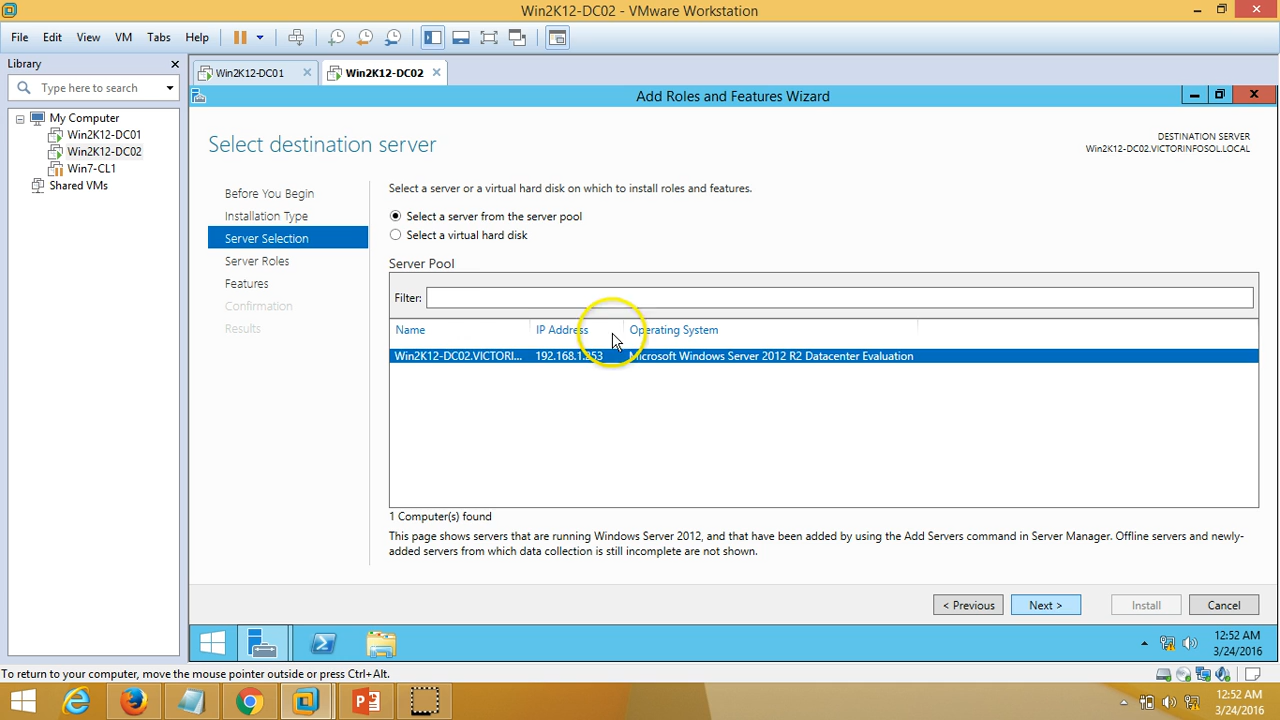 Win2K12-DC02 - VMware Workstation
File Edit View VM Tabs Help
Library
Type here to search
My Computer
Win2K12-DC01
Win2K12-DC02
Win7-CL1
Shared VMs
Win2K12-DC01
Win2K12-DC02
Add Roles and Features Wizard
Select destination server
DESTINATION SERVER
Win2K12-DC02.VICTORINFOSOL.LOCAL
Before You Begin
Installation Type
Server Selection
Server Roles
Features
Confirmation
Results
Select a server or a virtual hard disk on which to install roles and features.
Select a server from the server pool
Select a virtual hard disk
Server Pool
Filter:
Name IP Address Operating System
Win2K12-DC02.VICTORI... 192.168.1.253 Microsoft Windows Server 2012 R2 Datacenter Evaluation
1 Computer(s) found
This page shows servers that are running Windows Server 2012, and that have been added by using the Add Servers command in Server Manager. Offline servers and newly-
added servers from which data collection is still incomplete are not shown.
< Previous Next > Install Cancel
12:52 AM
3/24/2016
To return to your computer, move the mouse pointer outside or press Ctrl+Alt.
12:52 AM
3/24/2016